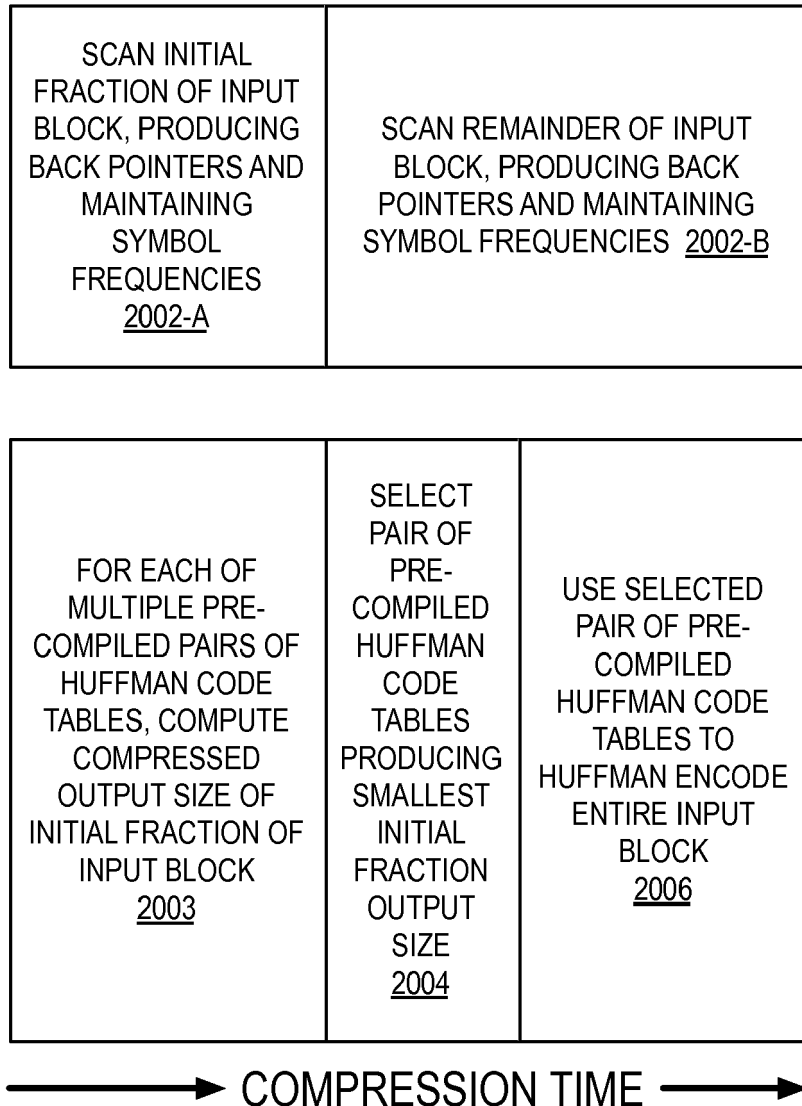 SCAN INITIAL
FRACTION OF INPUT
BLOCK, PRODUCING
BACK POINTERS AND
MAINTAINING
SYMBOL
FREQUENCIES
2002-A
SCAN REMAINDER OF INPUT
BLOCK, PRODUCING BACK
POINTERS AND MAINTAINING
SYMBOL FREQUENCIES 2002-B
FOR EACH OF
MULTIPLE PRE-
COMPILED PAIRS OF
HUFFMAN CODE
TABLES, COMPUTE
COMPRESSED
OUTPUT SIZE OF
INITIAL FRACTION OF
INPUT BLOCK
2003
SELECT
PAIR OF
PRE-
COMPILED
HUFFMAN
CODE
TABLES
PRODUCING
SMALLEST
INITIAL
FRACTION
OUTPUT
SIZE
2004
USE SELECTED
PAIR OF PRE-
COMPILED
HUFFMAN CODE
TABLES TO
HUFFMAN ENCODE
ENTIRE INPUT
BLOCK
2006
COMPRESSION TIME